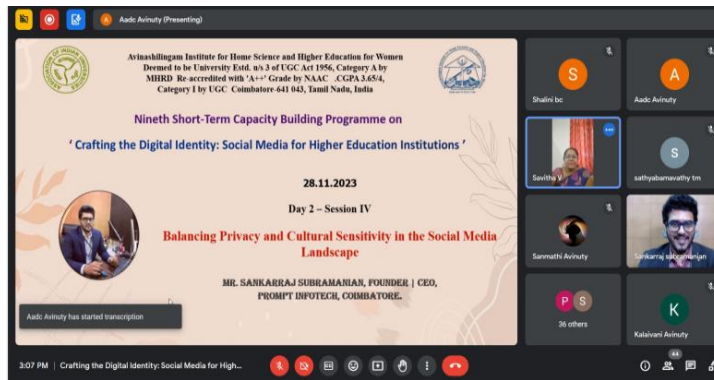 Aadc Avinuty (Presenting)
Avinashilingam Institute for Home Science and Higher Education for Women
Deemed to be University Estd. u/s 3 of UGC Act 1956, Category A by
MHRD Re-accredited with 'A++' Grade by NAAC .CGPA 3.65/4,
Category I by UGC Coimbatore-641 043, Tamil Nadu, India
Nineth Short-Term Capacity Building Programme on
' Crafting the Digital Identity: Social Media for Higher Education Institutions '
28.11.2023
Day 2 – Session IV
Balancing Privacy and Cultural Sensitivity in the Social Media
Landscape
MR. SANKARRAJ SUBRAMANIAN, FOUNDER | CEO,
PROMPT INFOTECH, COIMBATORE.
Aadc Avinuty has started transcription
S
Shalini bc
A
Aadc Avinuty
Savitha V
S
sathyabamavathy tm
Sanmathi Avinuty
Sankarraj subramanian
P S
36 others
K
Kalaivani Avinuty
3:07 PM | Crafting the Digital Identity: Social Media for High...
44